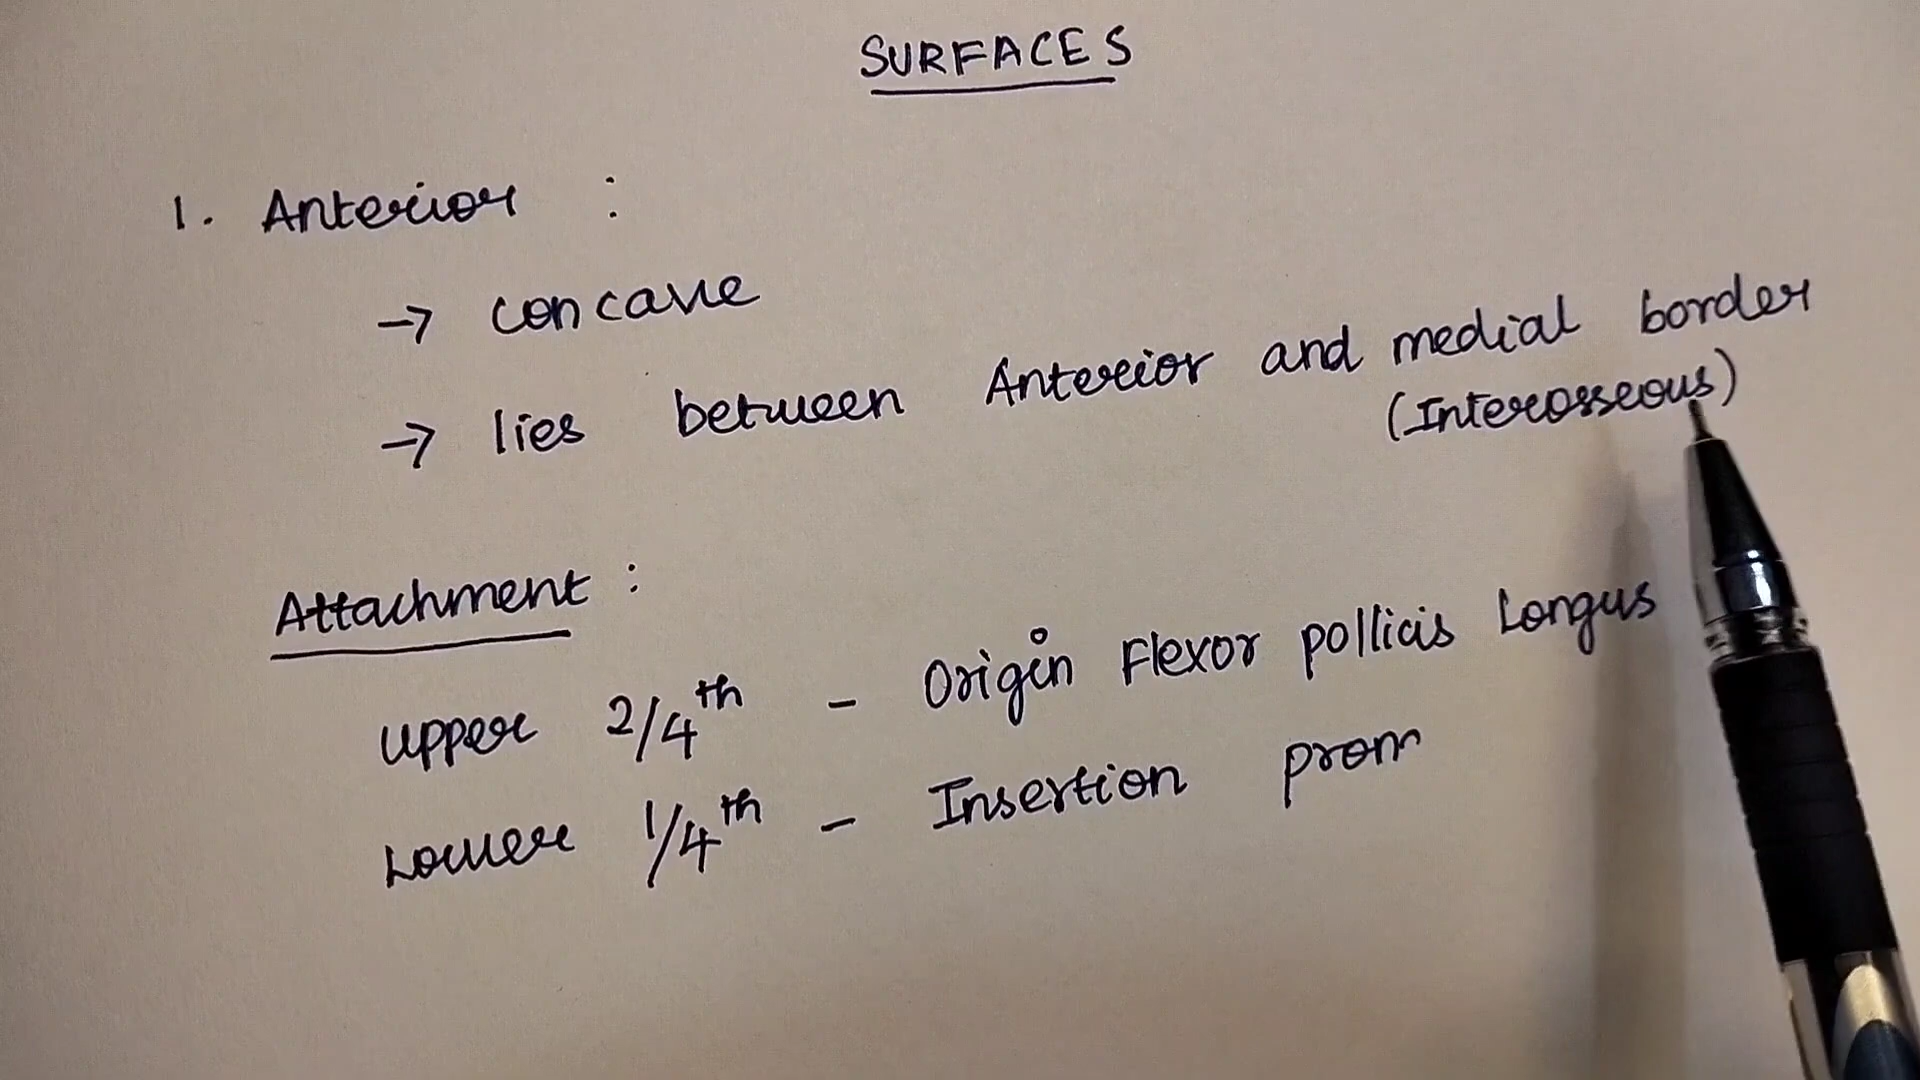 SURFACES
1. Anterior :
→ concave
→ lies between Anterior and medial border
(Interosseous)
Attachment :
upper 2/4th - Origin Flexor pollicis Longus
Lower 1/4th - Insertion pron